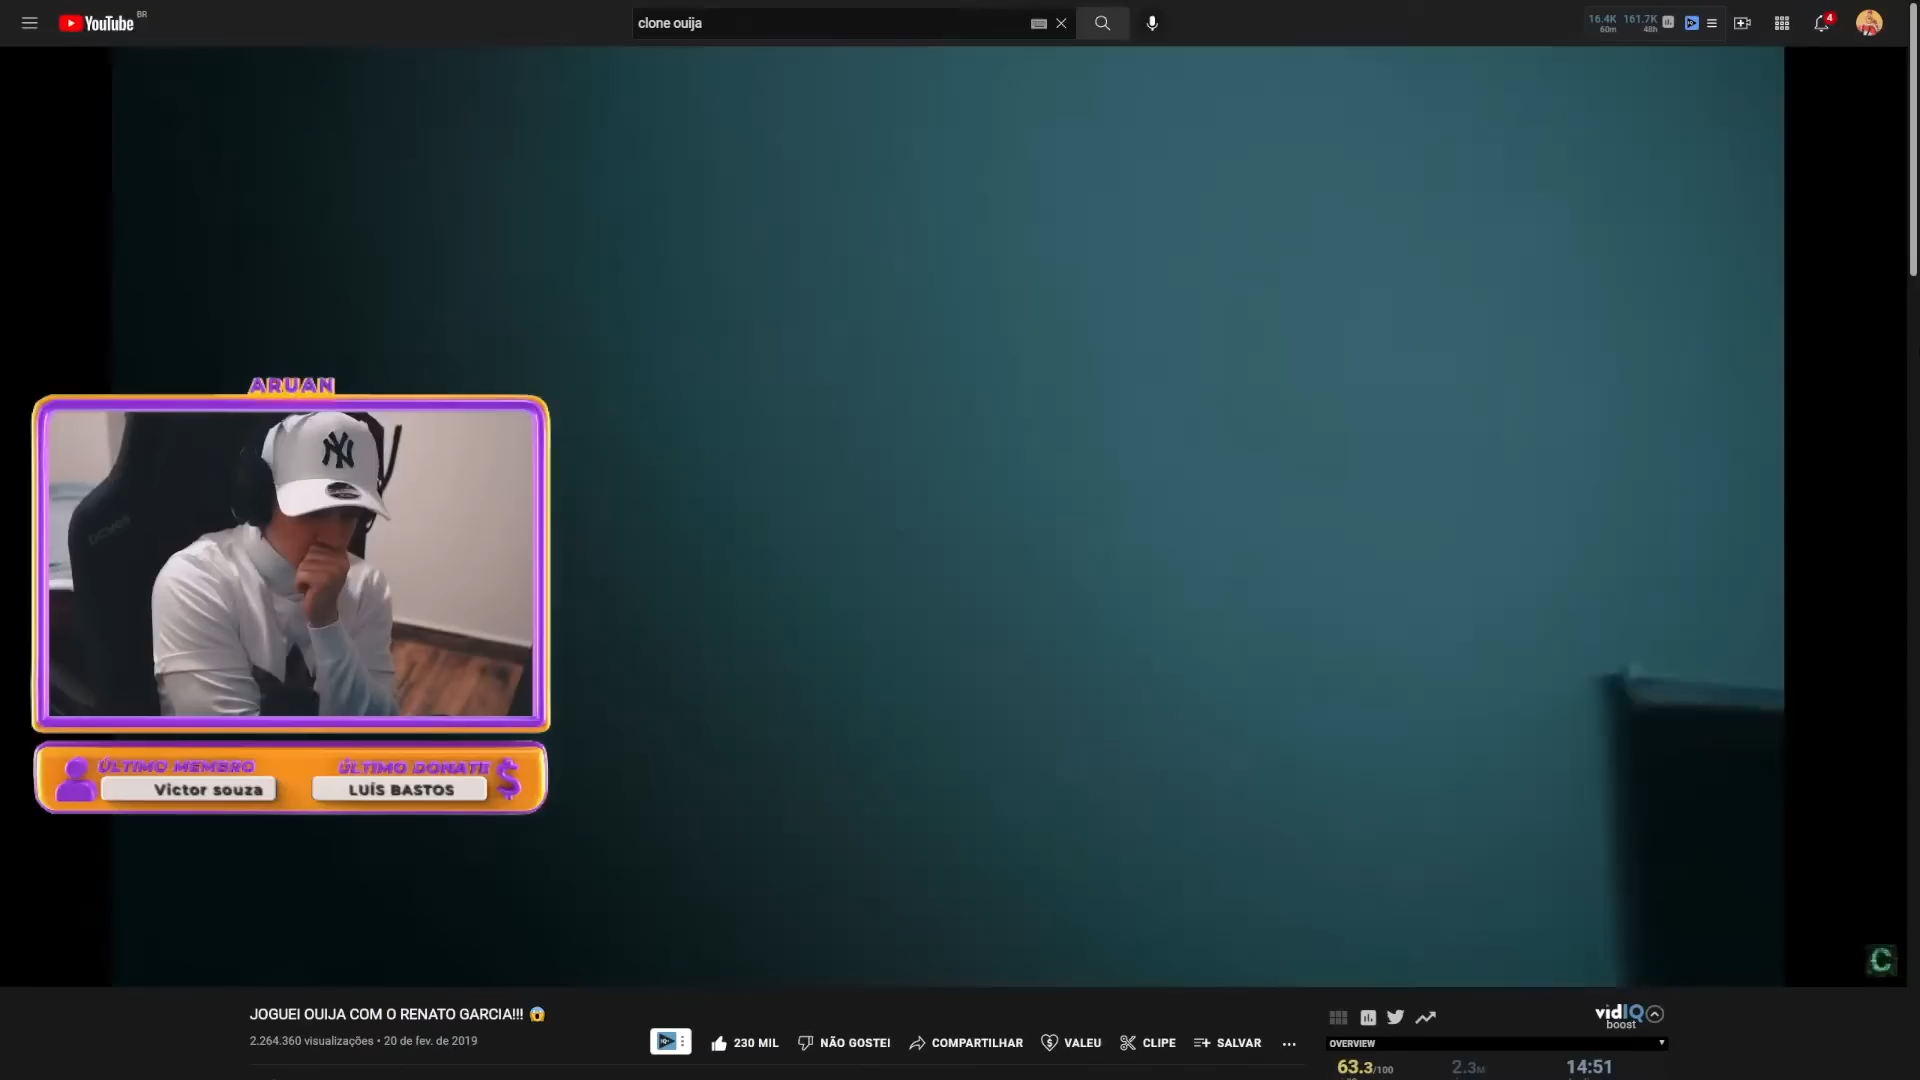 YouTube BR
clone ouija
16.4K 161.7K
60m 48h
4
ARUAN
NY
ÚLTIMO MEMBRO ÚLTIMO DONATE
Victor souza LUÍS BASTOS
C
JOGUEI OUIJA COM O RENATO GARCIA!!! 😱
2.264.360 visualizações • 20 de fev. de 2019
230 MIL NÃO GOSTEI COMPARTILHAR VALEU CLIPE SALVAR ...
vidIQ
boost
OVERVIEW
63.3/100 2.3M 14:51